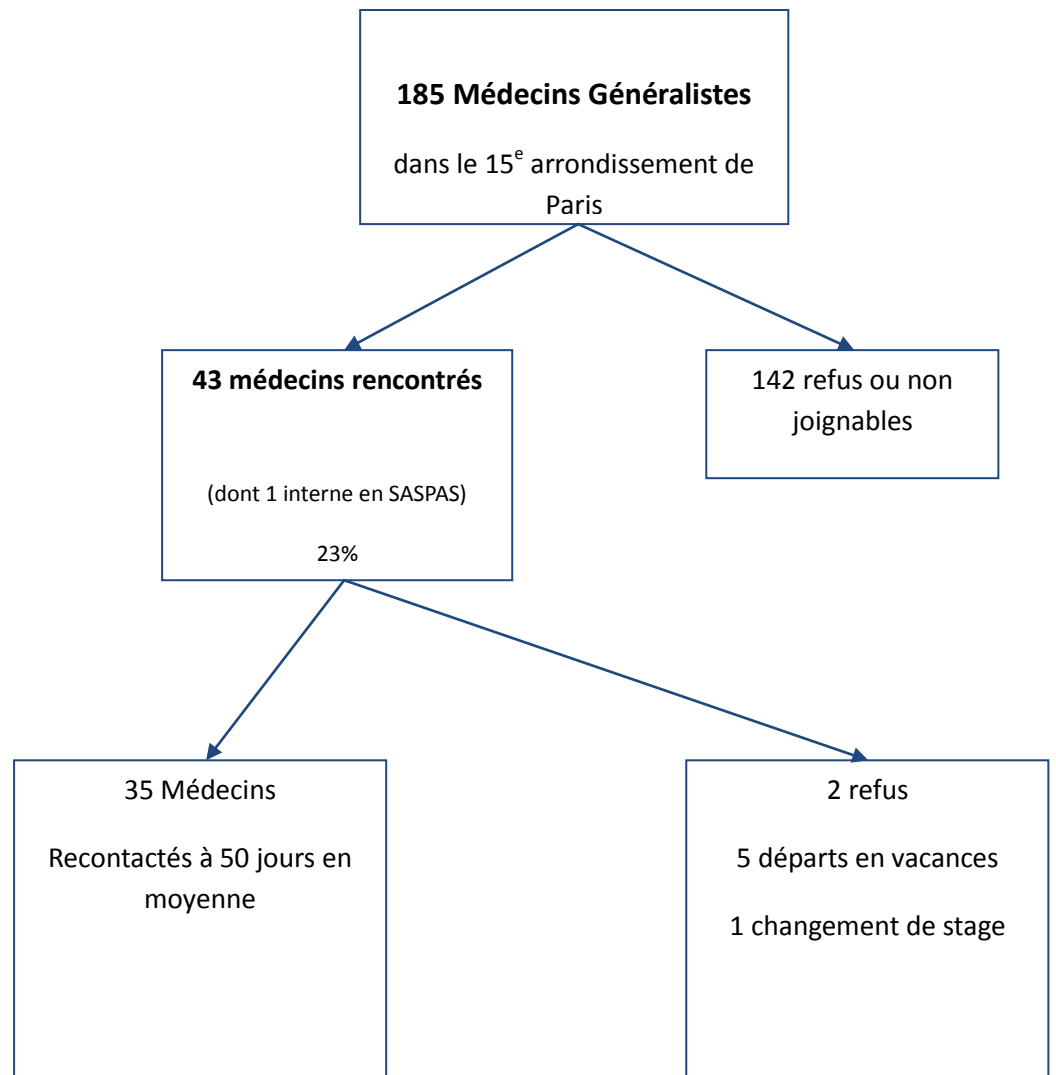 185 Médecins Généralistes
dans le 15e arrondissement de
Paris
43 médecins rencontrés
(dont 1 interne en SASPAS)
23%
142 refus ou non
joignables
35 Médecins
Recontactés à 50 jours en
moyenne
2 refus
5 départs en vacances
1 changement de stage